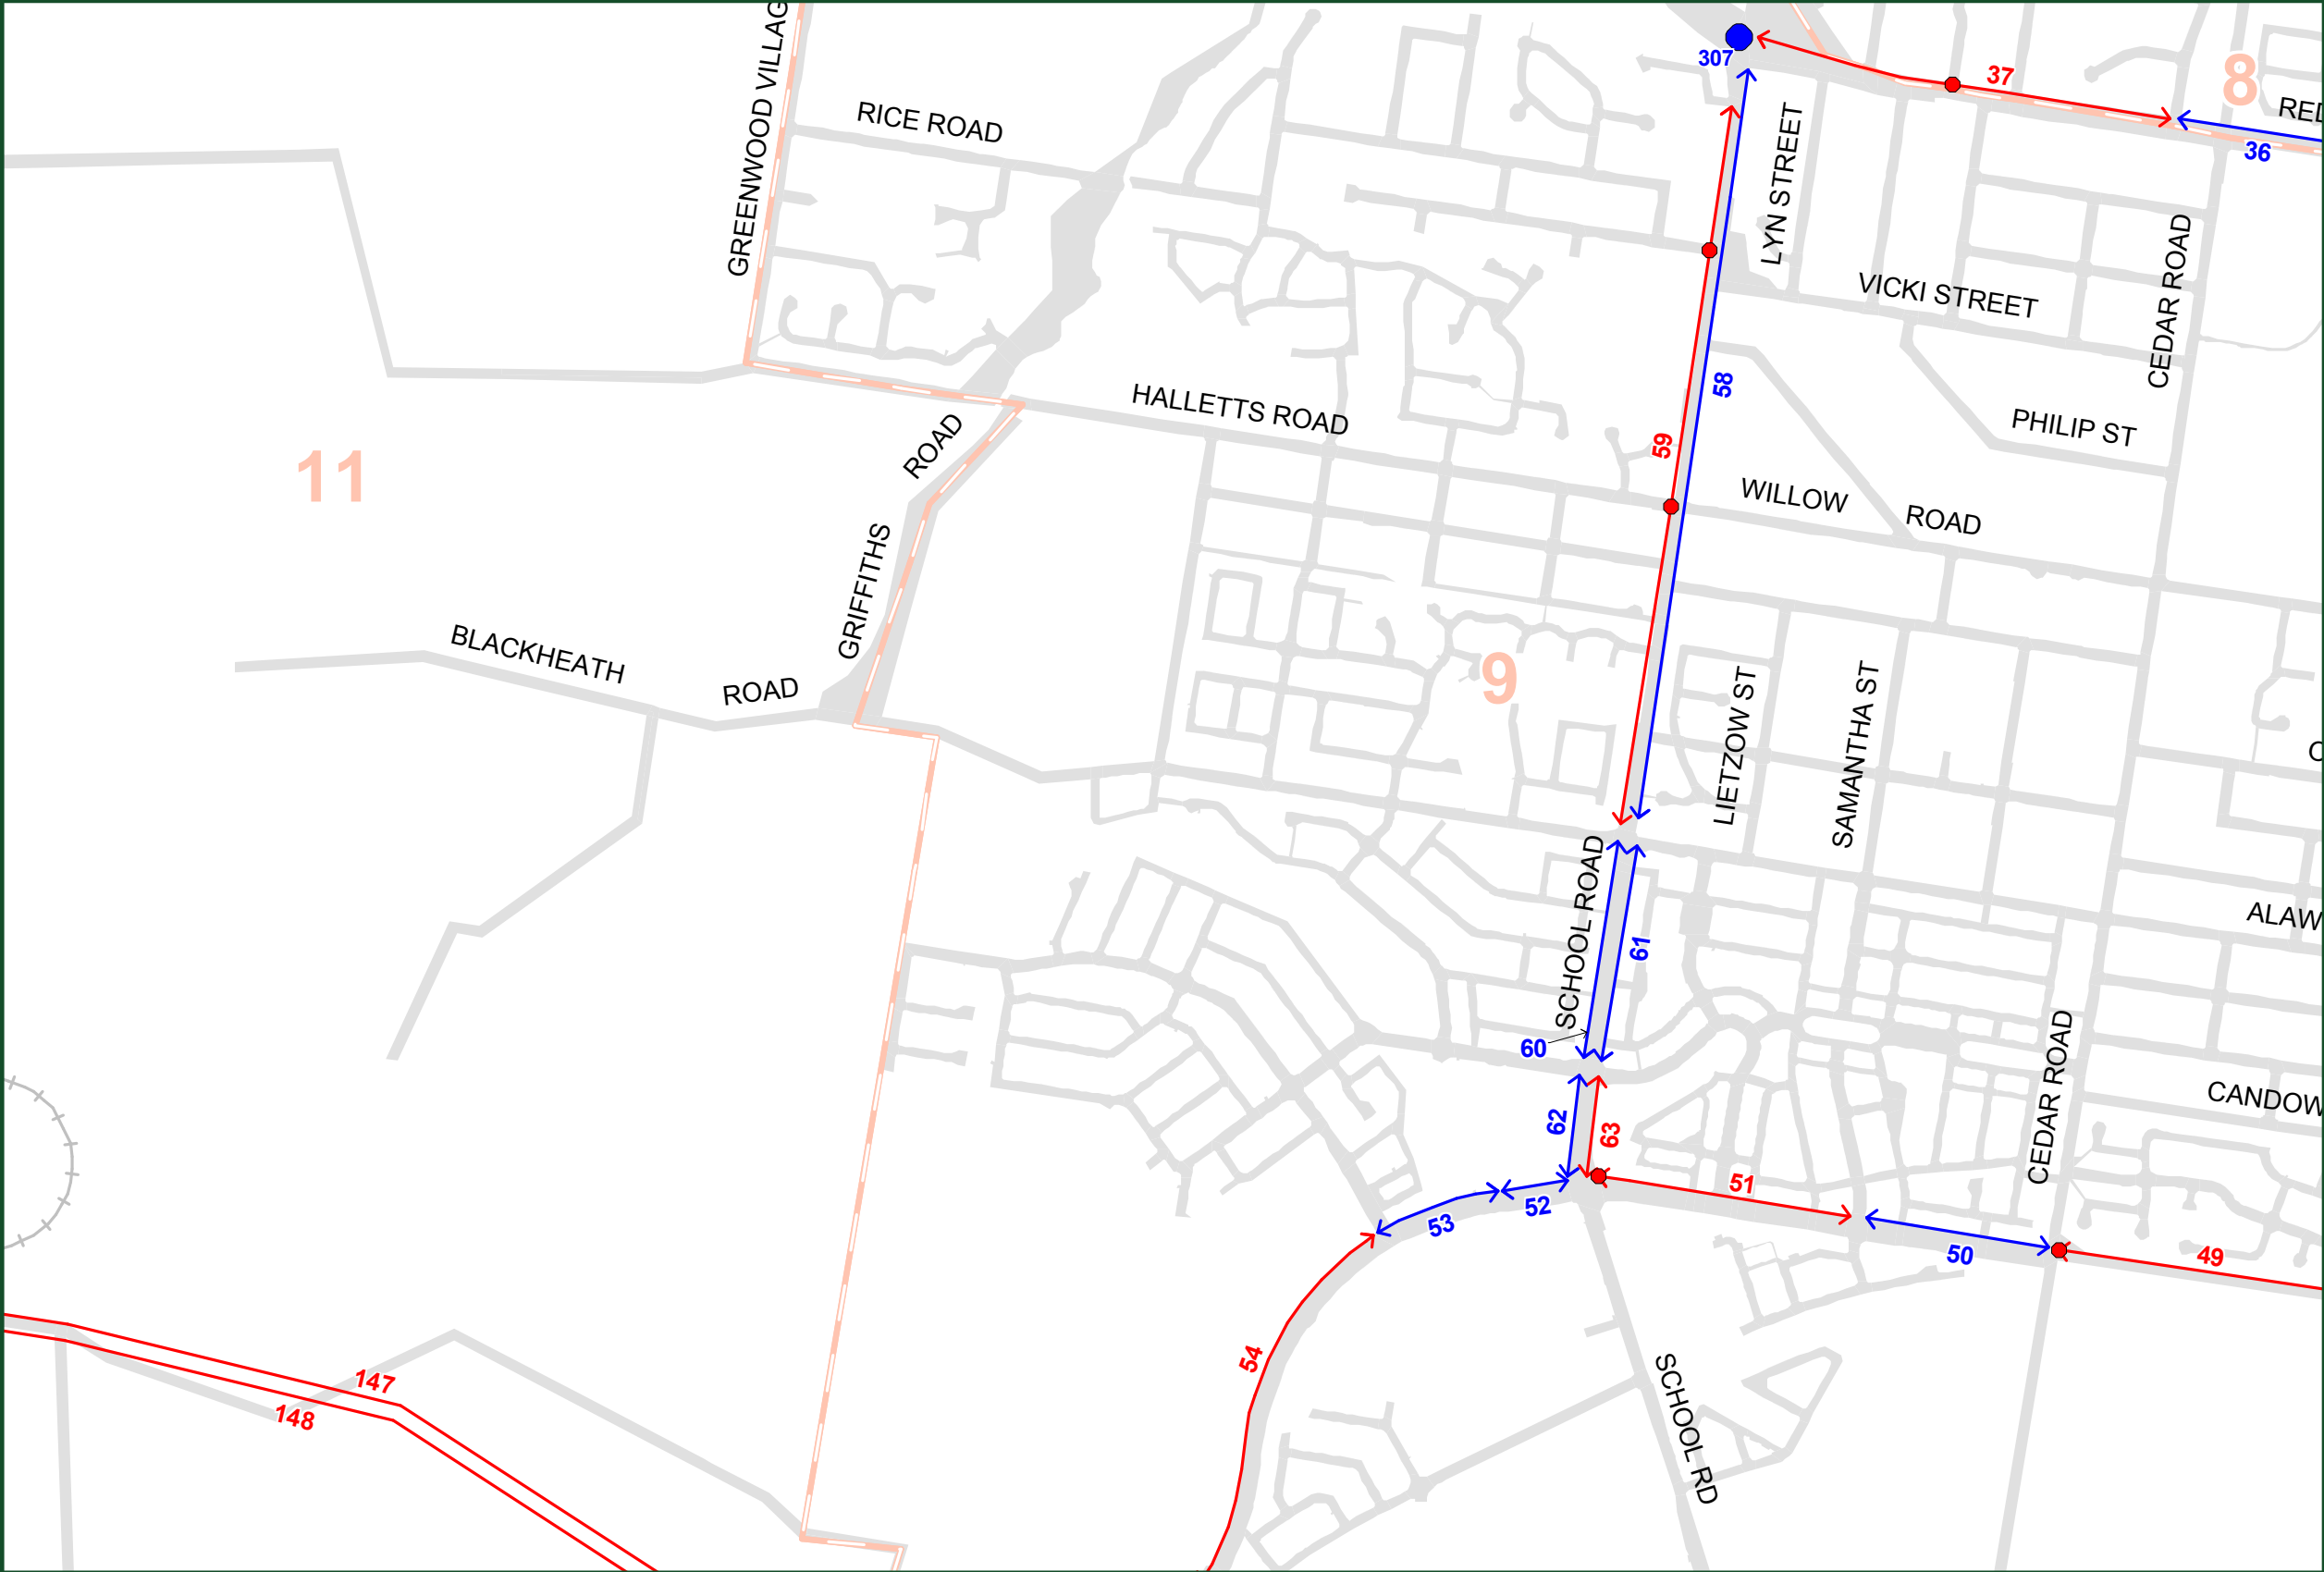 GREENWOOD VILLAG
307
37
8
RED
36
RICE ROAD
LYN STREET
VICKI STREET
CEDAR ROAD
58
HALLETTS ROAD
PHILIP ST
59
ROAD
11
WILLOW
ROAD
GRIFFITHS
BLACKHEATH
ROAD
9
LIETZOW ST
SAMANTHA ST
SCHOOL ROAD
ALAW
61
60
CEDAR ROAD
CANDOW
62
63
51
52
53
50
49
54
147
148
SCHOOL RD